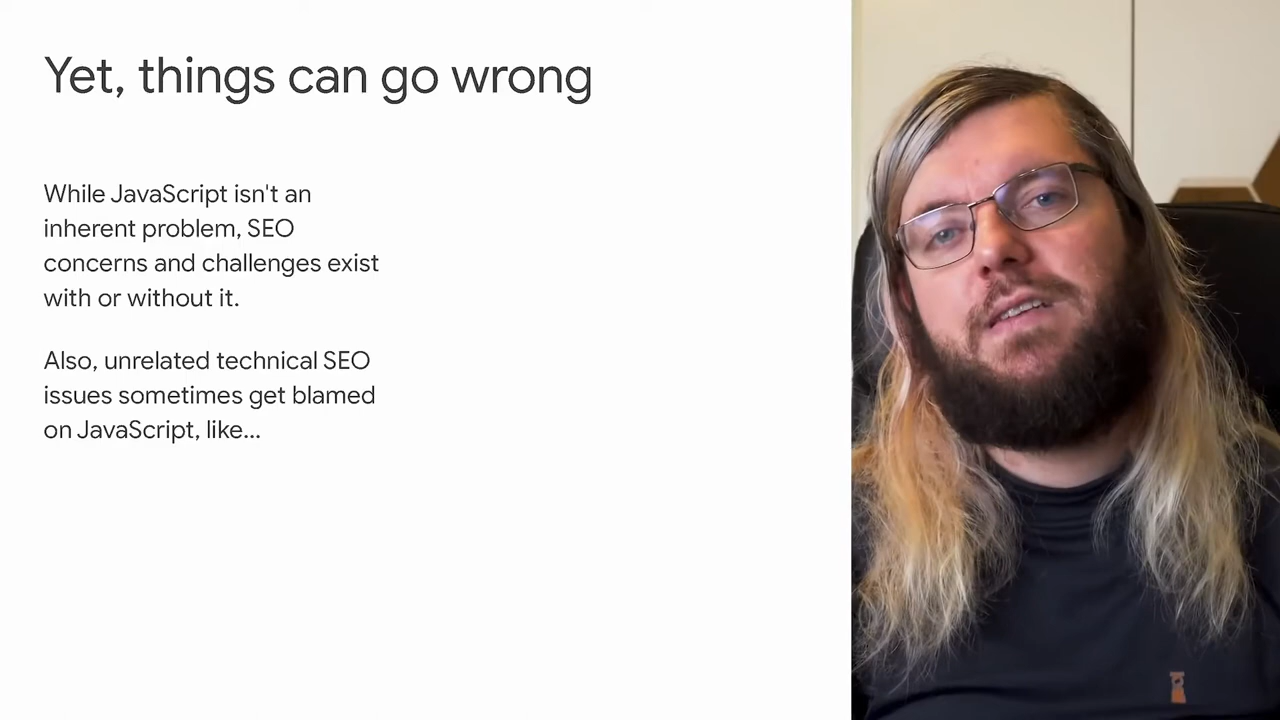 Yet, things can go wrong
While JavaScript isn't an
inherent problem, SEO
concerns and challenges exist
with or without it.
Also, unrelated technical SEO
issues sometimes get blamed
on JavaScript, like...